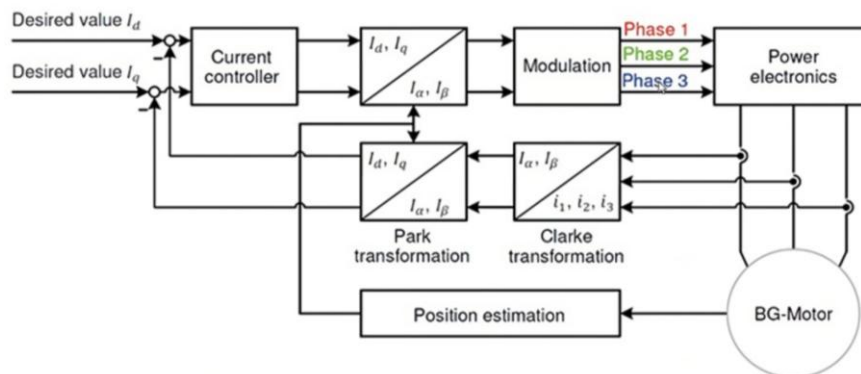 Desired value I_d
Desired value I_q
Current
controller
I_d, I_q
I_α, I_β
Modulation
Phase 1
Phase 2
Phase 3
Power
electronics
I_d, I_q
I_α, I_β
Park
transformation
I_α, I_β
i_1, i_2, i_3
Clarke
transformation
Position estimation
BG-Motor